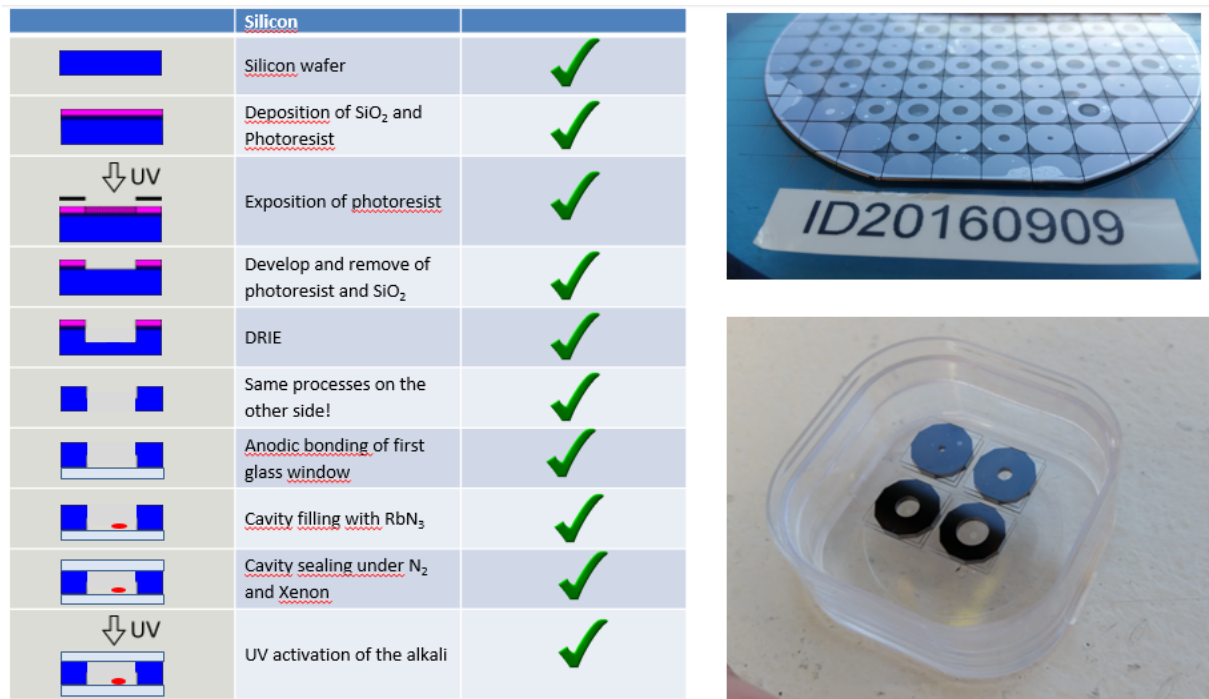 Silicon
Silicon wafer
Deposition of SiO₂ and
Photoresist
UV
Exposition of photoresist
Develop and remove of
photoresist and SiO₂
DRIE
Same processes on the
other side!
Anodic bonding of first
glass window
Cavity filling with RbN₃
Cavity sealing under N₂
and Xenon
UV
UV activation of the alkali
ID20160909